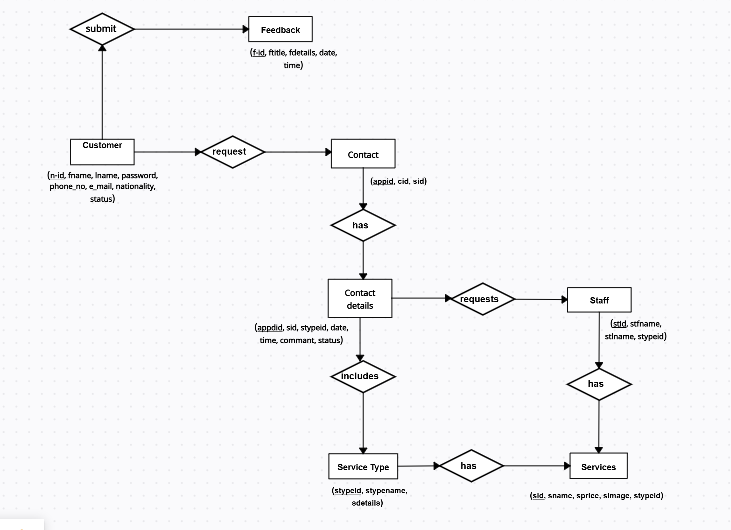 submit
Feedback
(f-id, ftitle, fdetails, date,
time)
Customer
request
Contact
(n-id, fname, lname, password,
phone_no, e_mail, nationality,
status)
(appid, cid, sid)
has
Contact
details
requests
Staff
(appdid, sid, stypeid, date,
time, commant, status)
(stid, stfname,
stlname, stypeid)
includes
has
Service Type
has
Services
(stypeid, stypename,
sdetails)
(sid, sname, sprice, simage, stypeid)